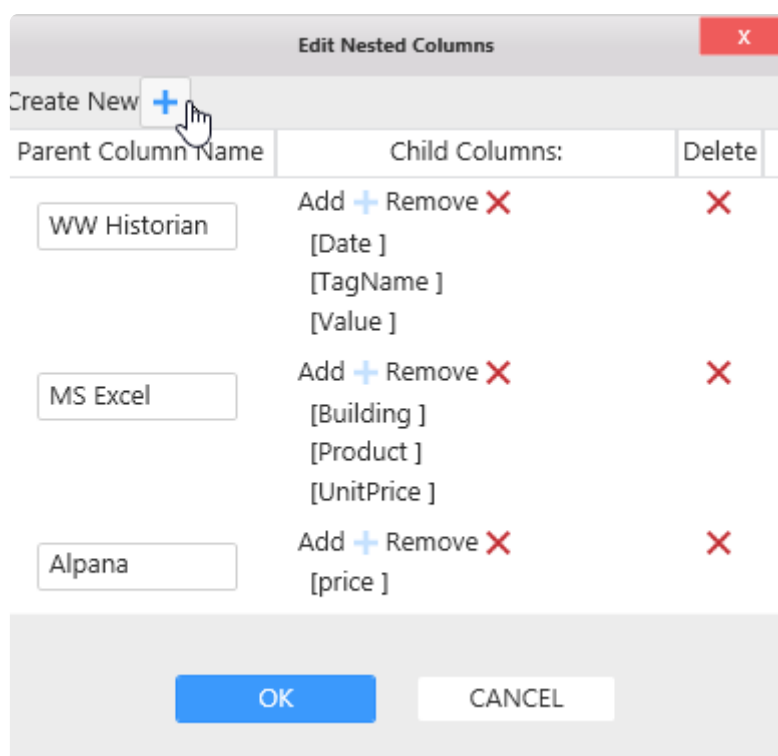 Edit Nested Columns
X
Create New
Parent Column Name Child Columns: Delete
WW Historian
Add Remove
[Date ]
[TagName ]
[Value ]
MS Excel
Add Remove
[Building ]
[Product ]
[UnitPrice ]
Alpana
Add Remove
[price ]
OK CANCEL